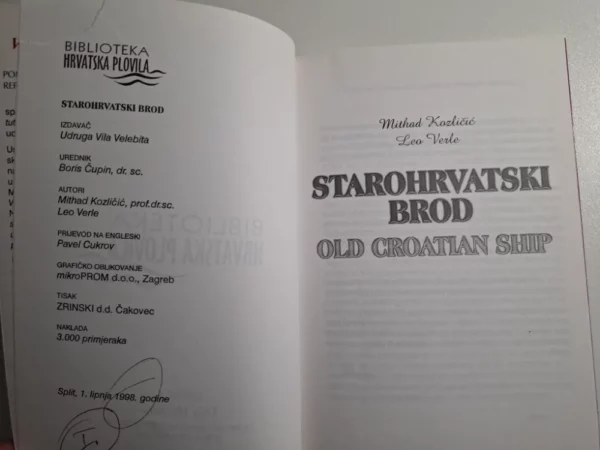 BIBLIOTEKA
HRVATSKA PLOVILA
STAROHRVATSKI BROD
IZDAVAČ
Udruga Vila Velebita
UREDNIK
Boris Čupin, dr. sc.
AUTORI
Mithad Kozličić, prof.dr.sc.
Leo Verle
PRIJEVOD NA ENGLESKI
Pavel Cukrov
GRAFIČKO OBLIKOVANJE
mikroPROM d.o.o., Zagreb
TISAK
ZRINSKI d.d. Čakovec
NAKLADA
3.000 primjeraka
Split, 1. lipnja 1998. godine
Mithad Kozličić
Leo Verle
STAROHRVATSKI
BROD
OLD CROATIAN SHIP